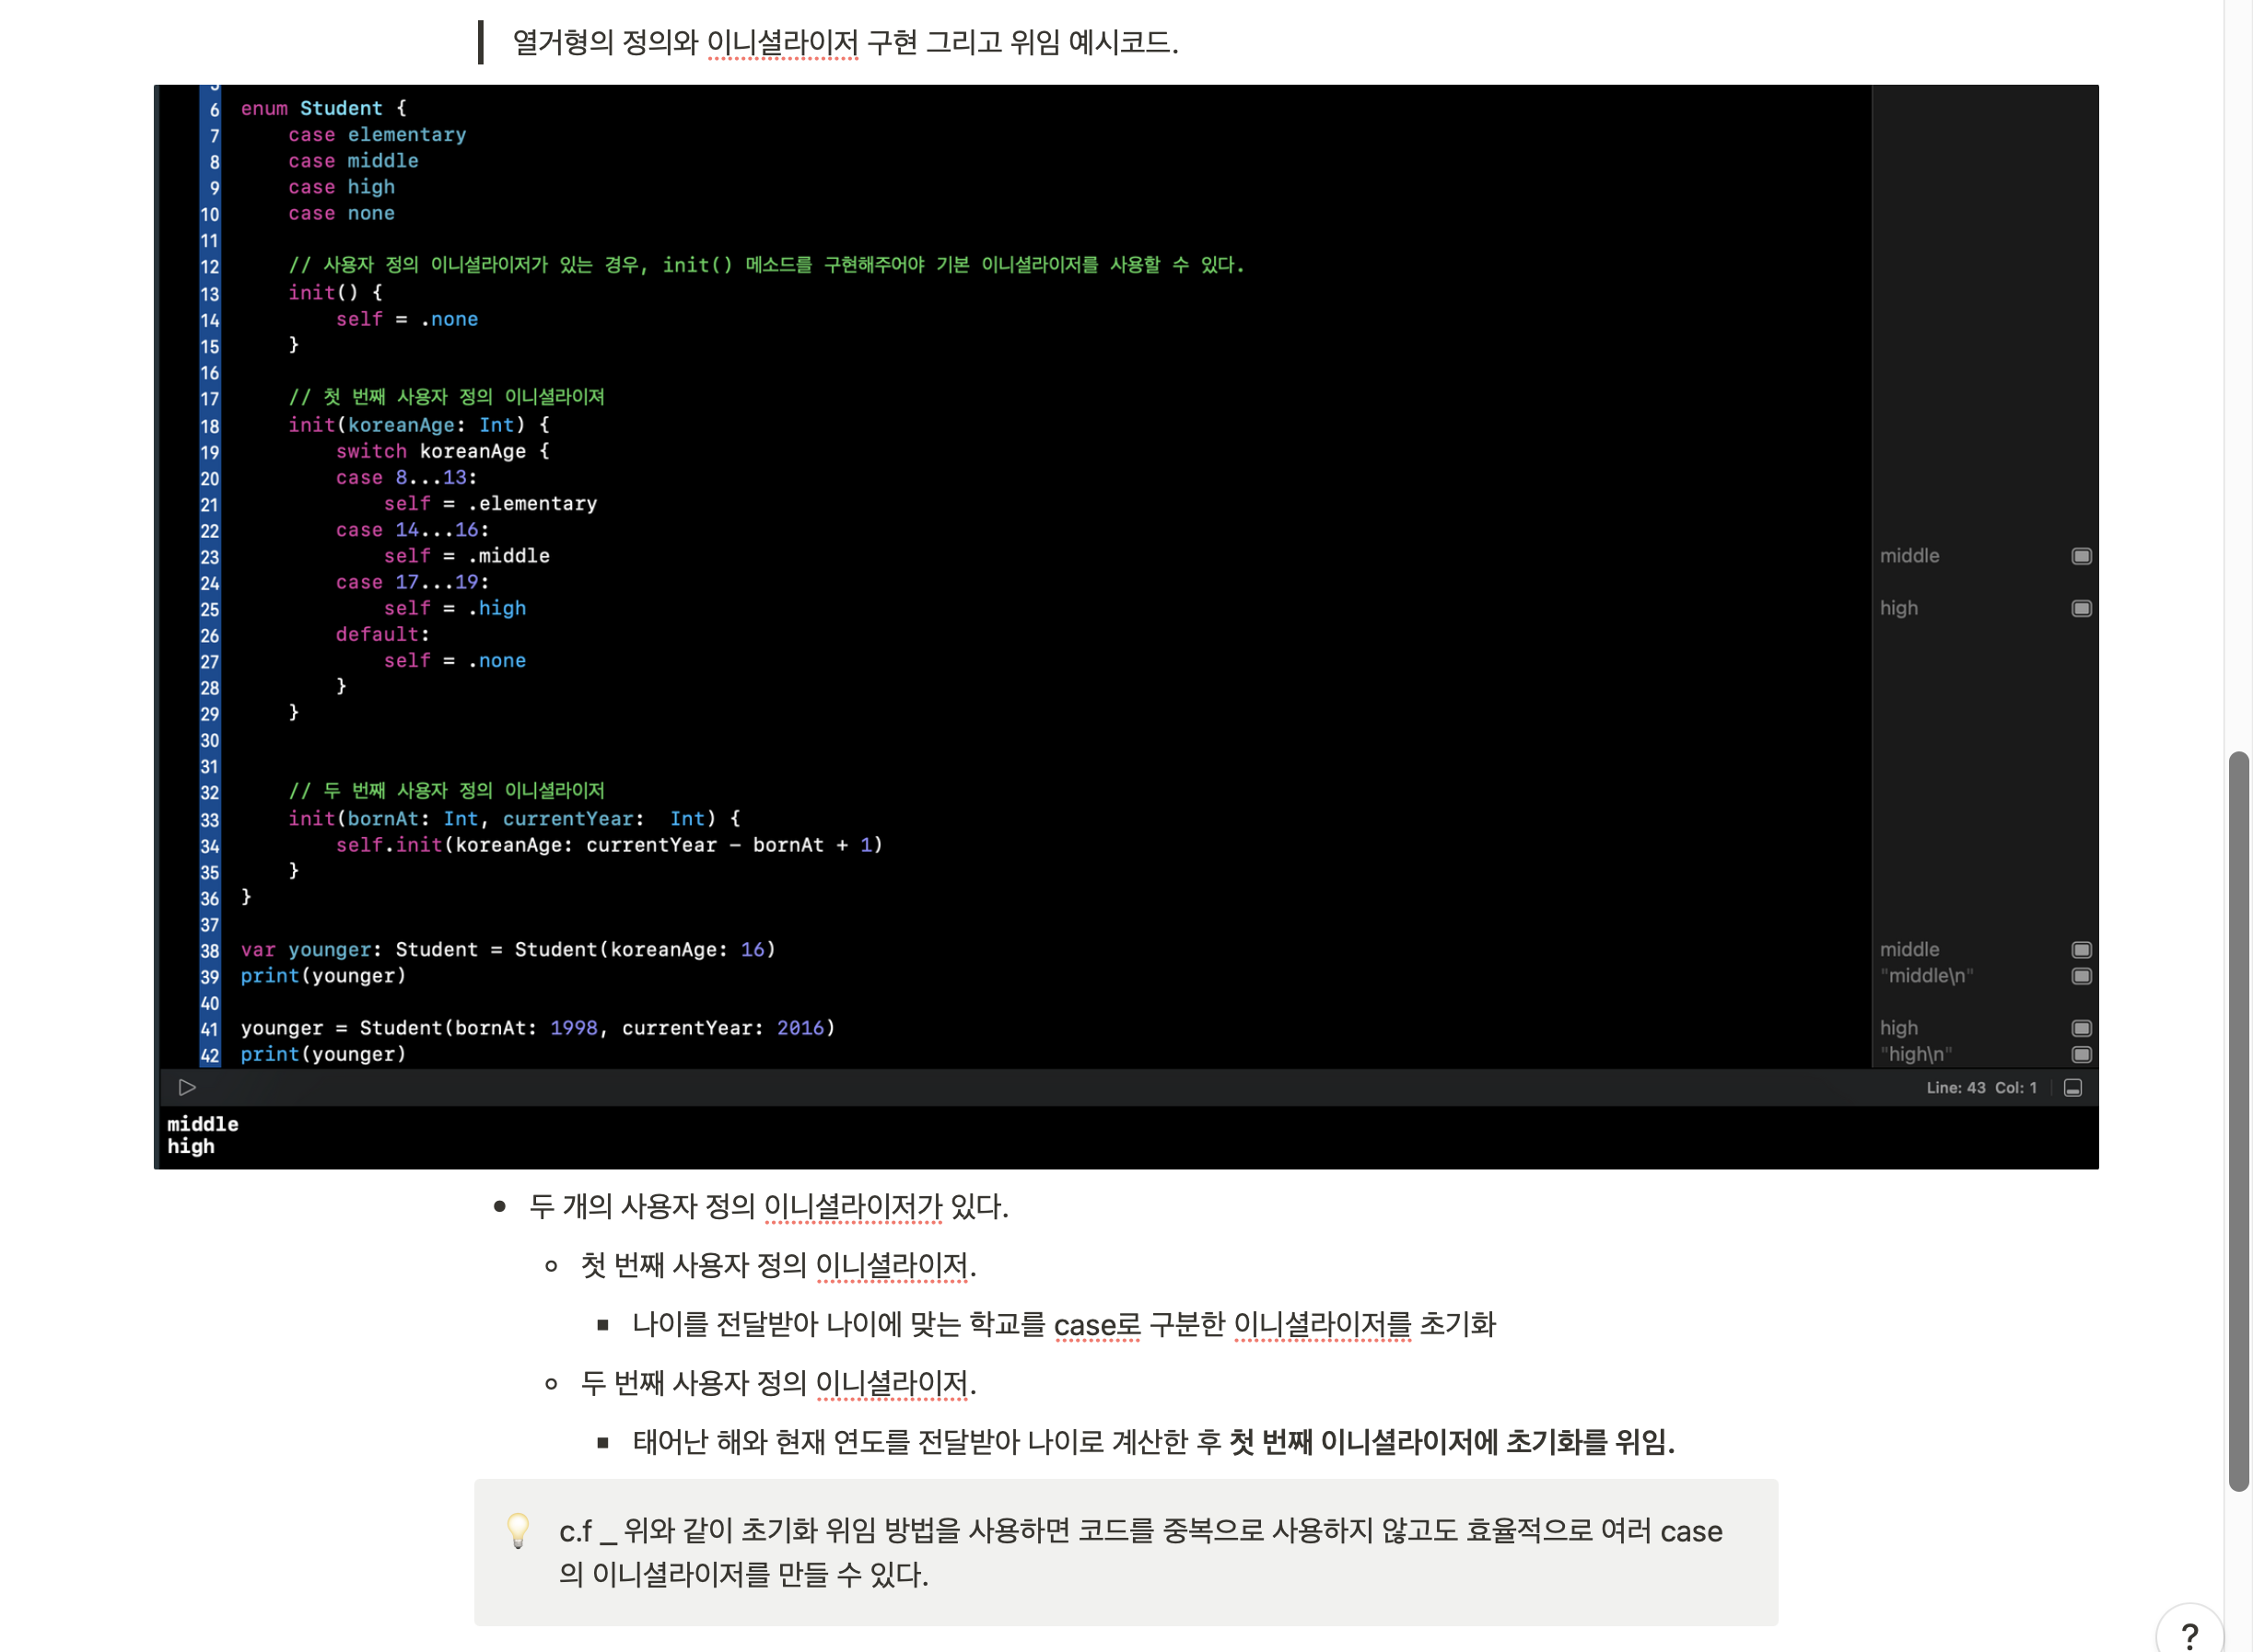 열거형의 정의와 이니셜라이저 구현 그리고 위임 예시코드.
6 enum Student {
7 case elementary
8 case middle
9 case high
10 case none
11
12 // 사용자 정의 이니셜라이저가 있는 경우, init() 메소드를 구현해주어야 기본 이니셜라이저를 사용할 수 있다.
13 init() {
14 self = .none
15 }
16
17 // 첫 번째 사용자 정의 이니셜라이져
18 init(koreanAge: Int) {
19 switch koreanAge {
20 case 8...13:
21 self = .elementary
22 case 14...16:
23 self = .middle middle
24 case 17...19:
25 self = .high high
26 default:
27 self = .none
28 }
29 }
30
31
32 // 두 번째 사용자 정의 이니셜라이저
33 init(bornAt: Int, currentYear:  Int) {
34 self.init(koreanAge: currentYear - bornAt + 1)
35 }
36 }
37
38 var younger: Student = Student(koreanAge: 16) middle
39 print(younger) "middle\n"
40
41 younger = Student(bornAt: 1998, currentYear: 2016) high
42 print(younger) "high\n"
Line: 43 Col: 1
middle
high
• 두 개의 사용자 정의 이니셜라이저가 있다.
◦ 첫 번째 사용자 정의 이니셜라이저.
▪ 나이를 전달받아 나이에 맞는 학교를 case로 구분한 이니셜라이저를 초기화
◦ 두 번째 사용자 정의 이니셜라이저.
▪ 태어난 해와 현재 연도를 전달받아 나이로 계산한 후 첫 번째 이니셜라이저에 초기화를 위임.
💡 c.f _ 위와 같이 초기화 위임 방법을 사용하면 코드를 중복으로 사용하지 않고도 효율적으로 여러 case
의 이니셜라이저를 만들 수 있다.
?